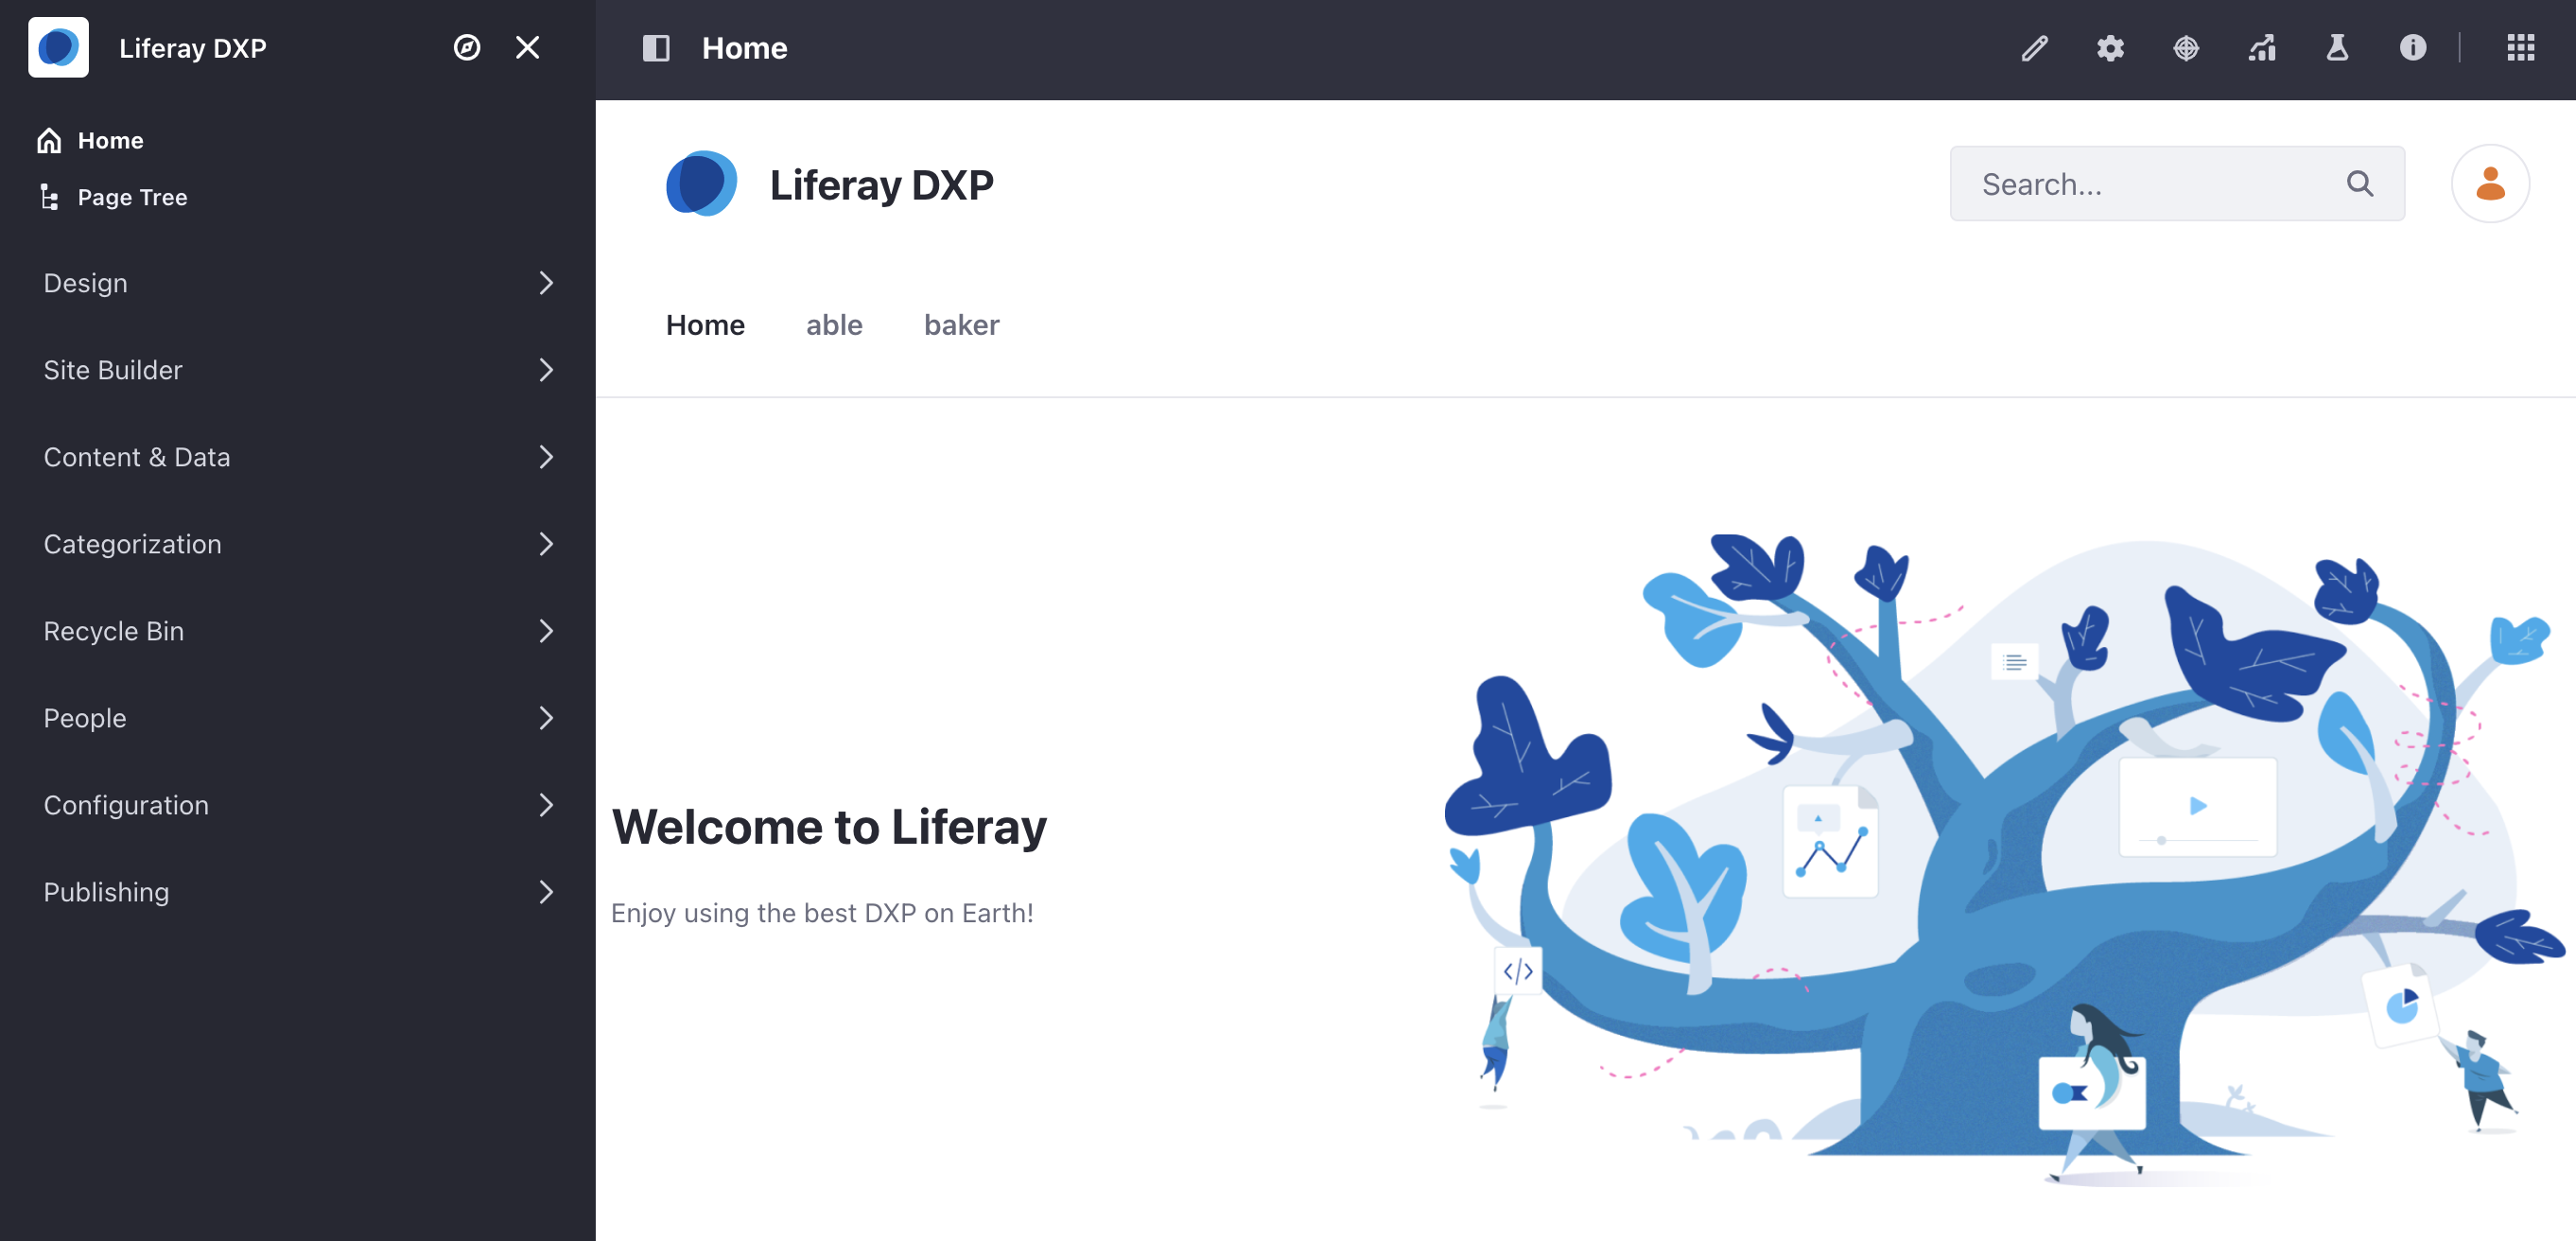 Liferay DXP
Home
Page Tree
Design
Site Builder
Content & Data
Categorization
Recycle Bin
People
Configuration
Publishing
Home
Liferay DXP
Search...
Home able baker
Welcome to Liferay
Enjoy using the best DXP on Earth!